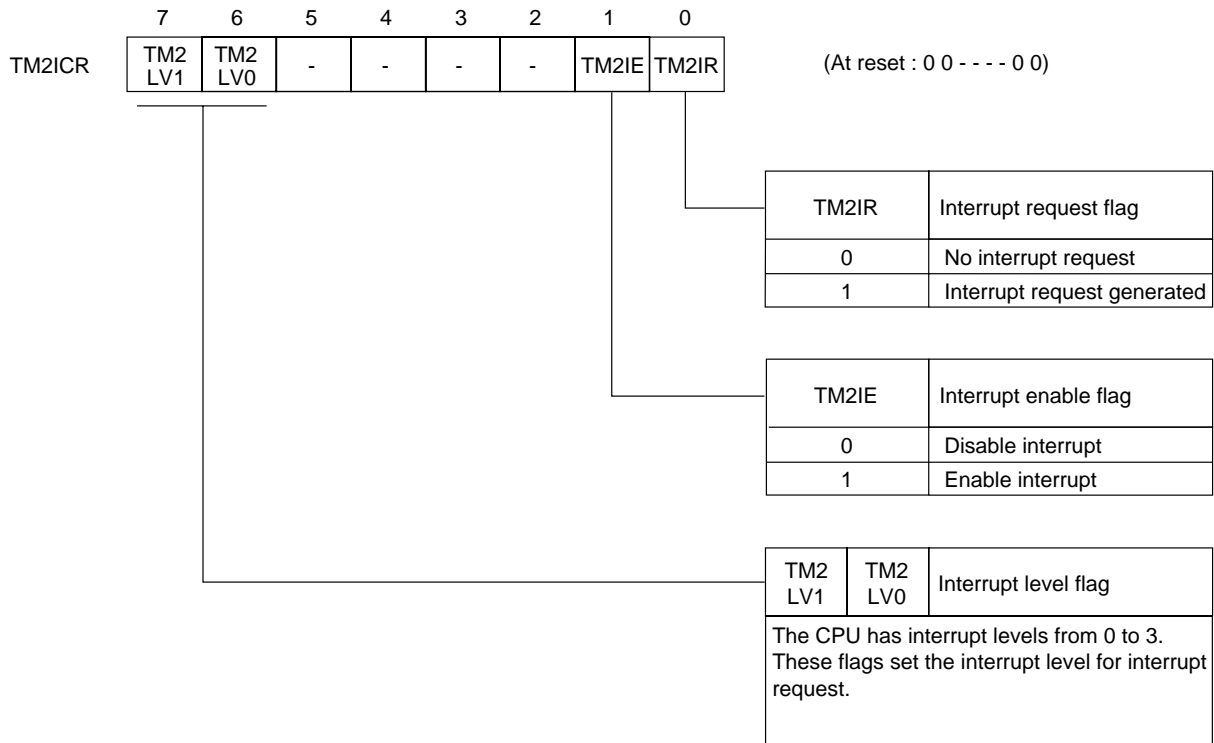 7 6 5 4 3 2 1 0
TM2ICR TM2 LV1 TM2 LV0 - - - - TM2IE TM2IR (At reset : 0 0 - - - - 0 0)
TM2IR Interrupt request flag
0 No interrupt request
1 Interrupt request generated
TM2IE Interrupt enable flag
0 Disable interrupt
1 Enable interrupt
TM2 LV1 TM2 LV0 Interrupt level flag
The CPU has interrupt levels from 0 to 3.
These flags set the interrupt level for interrupt
request.